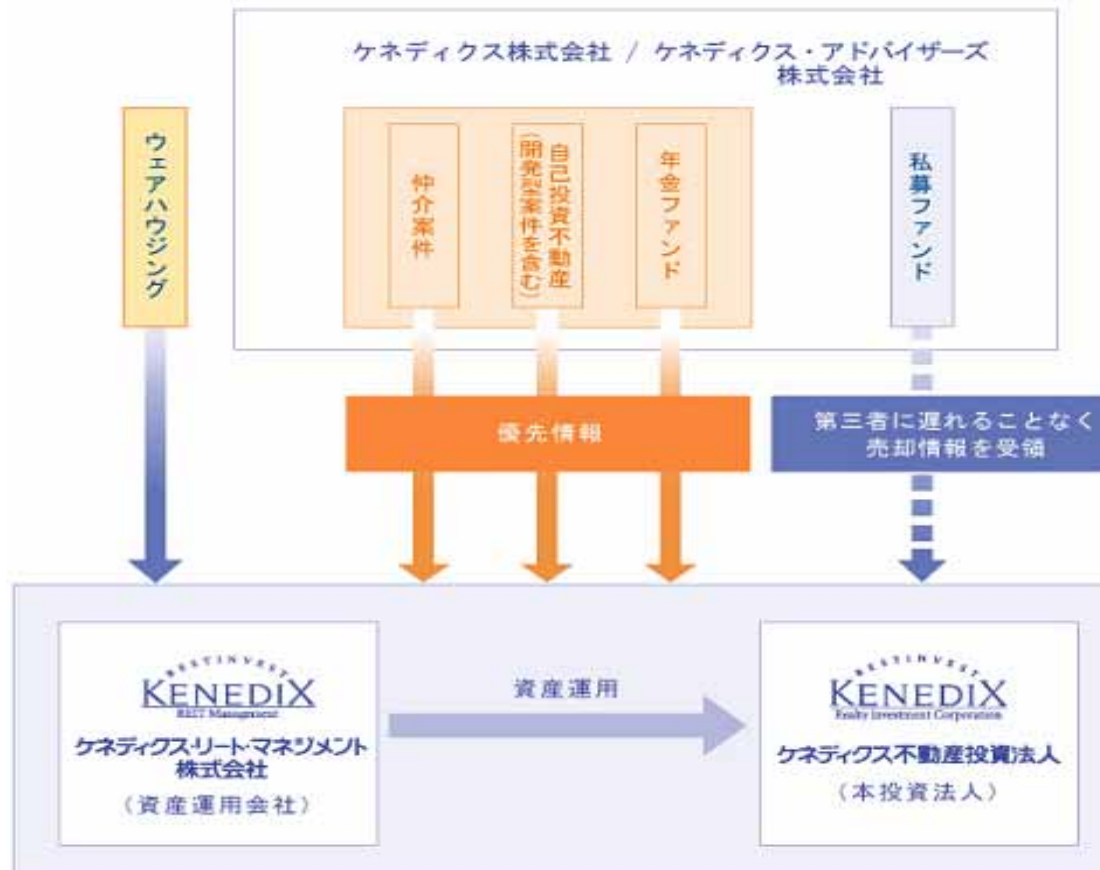 ケネディクス株式会社 / ケネディクス・アドバイザーズ
株式会社
ウェアハウジング
仲介案件
自己投資不動産
(開発型案件を含む)
年金ファンド
私募ファンド
優先情報
第三者に遅れることなく
売却情報を受領
BESTINVEST
KENEDIX
REIT Management
ケネディクス・リート・マネジメント
株式会社
（資産運用会社）
資産運用
BESTINVEST
KENEDIX
Realty Investment Corporation
ケネディクス不動産投資法人
（本投資法人）